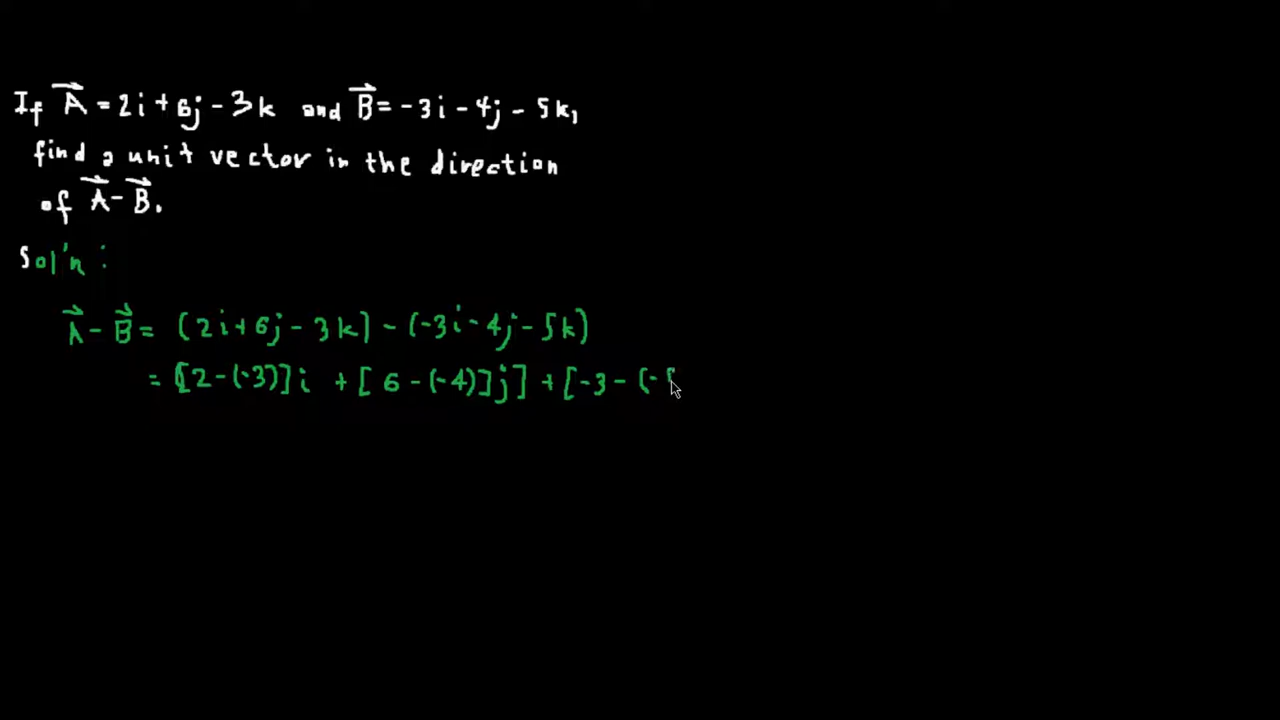 If A = 2i + 6j - 3k and B = -3i - 4j - 5k,
find a unit vector in the direction
of A - B.
Sol'n :
A - B = (2i + 6j - 3k) - (-3i - 4j - 5k)
= [2 - (-3)]i + [6 - (-4)]j] + [-3 - (-5